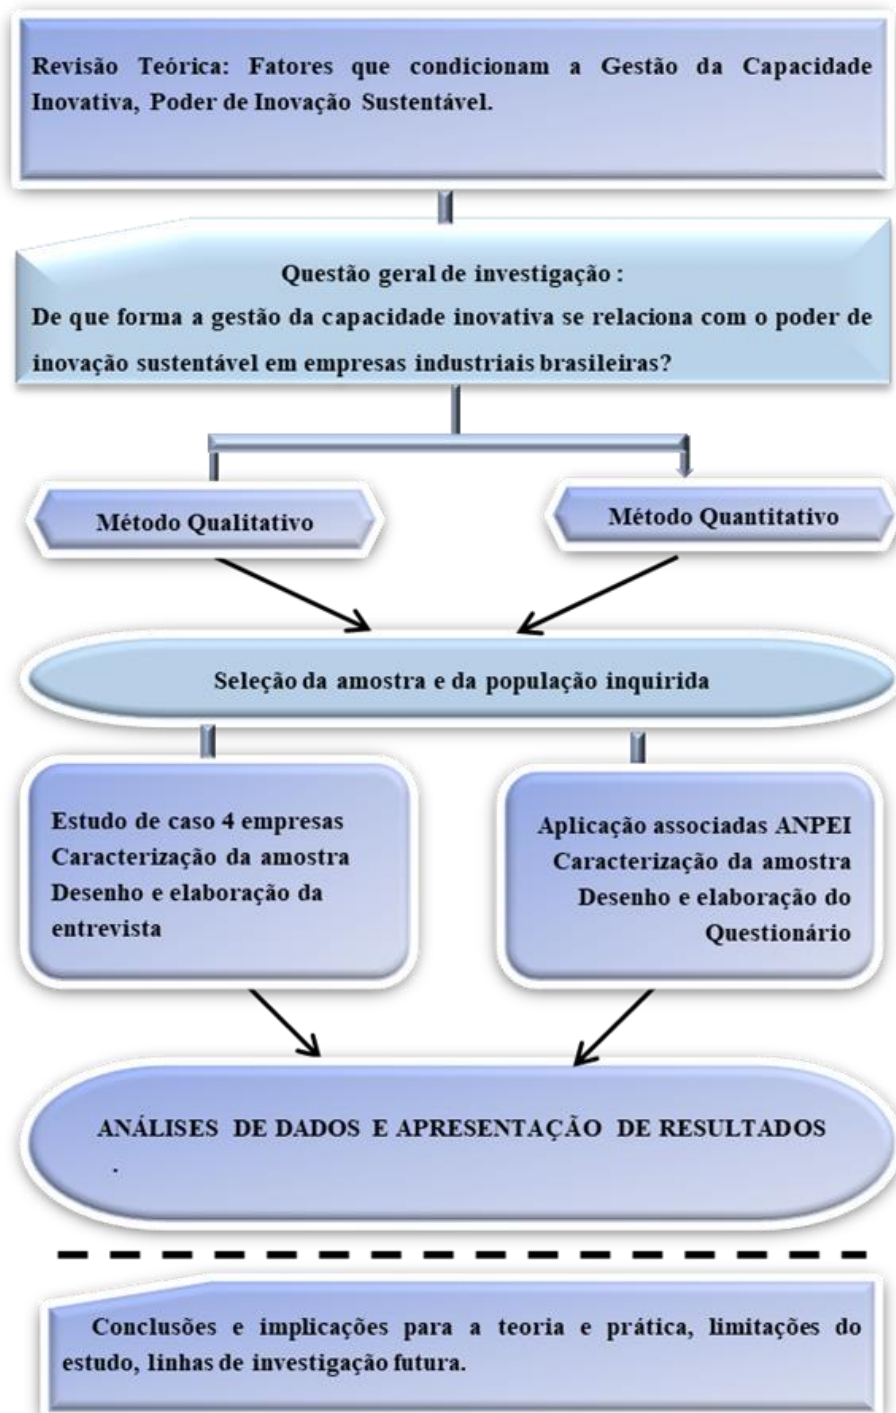 Revisão Teórica: Fatores que condicionam a Gestão da Capacidade
Inovativa, Poder de Inovação Sustentável.
Questão geral de investigação :
De que forma a gestão da capacidade inovativa se relaciona com o poder de
inovação sustentável em empresas industriais brasileiras?
Método Qualitativo
Método Quantitativo
Seleção da amostra e da população inquirida
Estudo de caso 4 empresas
Caracterização da amostra
Desenho e elaboração da
entrevista
Aplicação associadas ANPEI
Caracterização da amostra
Desenho e elaboração do
Questionário
ANÁLISES DE DADOS E APRESENTAÇÃO DE RESULTADOS
.
Conclusões e implicações para a teoria e prática, limitações do
estudo, linhas de investigação futura.